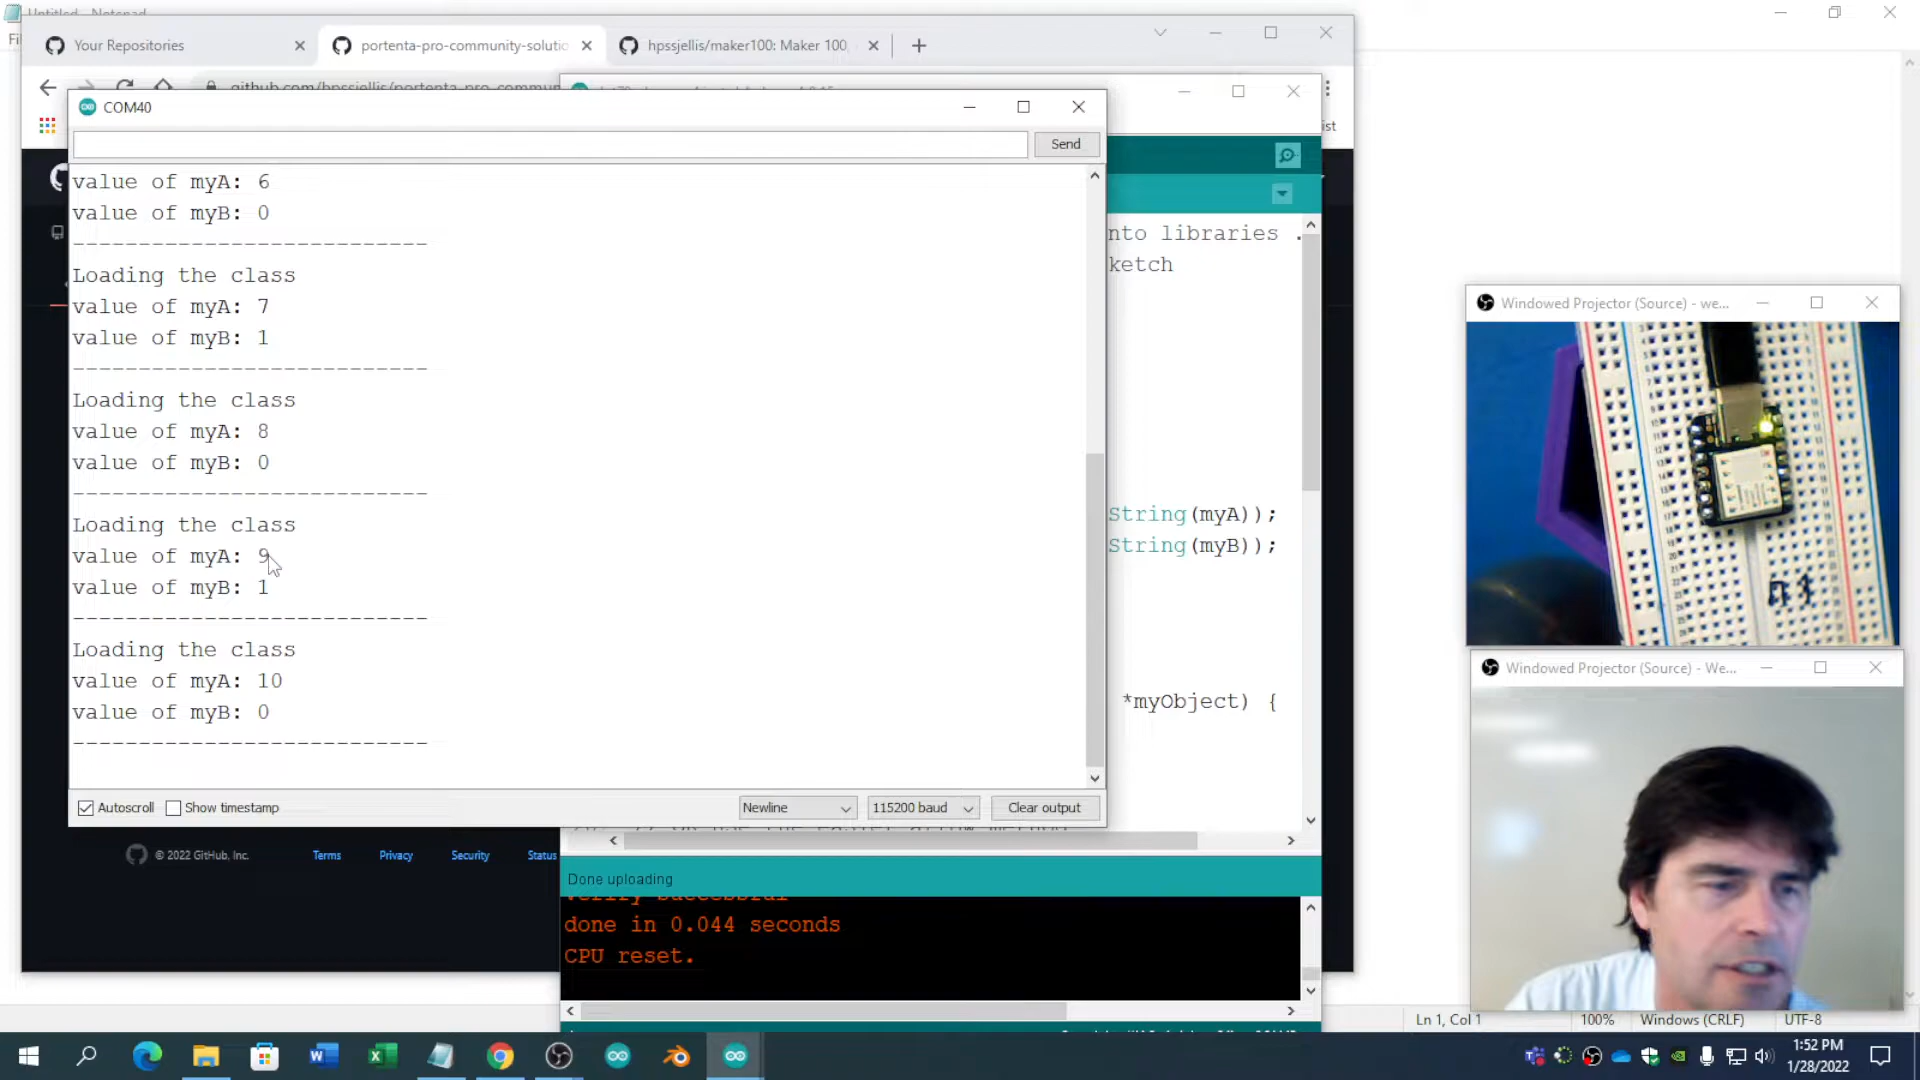 Untitled - Notepad
Your Repositories
portenta-pro-community-solutio
hpssjellis/maker100: Maker 100
COM40
ist
Send
value of myA: 6
value of myB: 0
---------------------------
Loading the class
value of myA: 7
value of myB: 1
---------------------------
Loading the class
value of myA: 8
value of myB: 0
---------------------------
Loading the class
value of myA: 9
value of myB: 1
---------------------------
Loading the class
value of myA: 10
value of myB: 0
---------------------------
nto libraries .
ketch
String(myA));
String(myB));
*myObject) {
Autoscroll
Show timestamp
Newline
115200 baud
Clear output
© 2022 GitHub, Inc.
Terms
Privacy
Security
Status
Done uploading
done in 0.044 seconds
CPU reset.
Windowed Projector (Source) - we...
Windowed Projector (Source) - We...
Ln 1, Col 1
100%
Windows (CRLF)
UTF-8
1:52 PM
1/28/2022